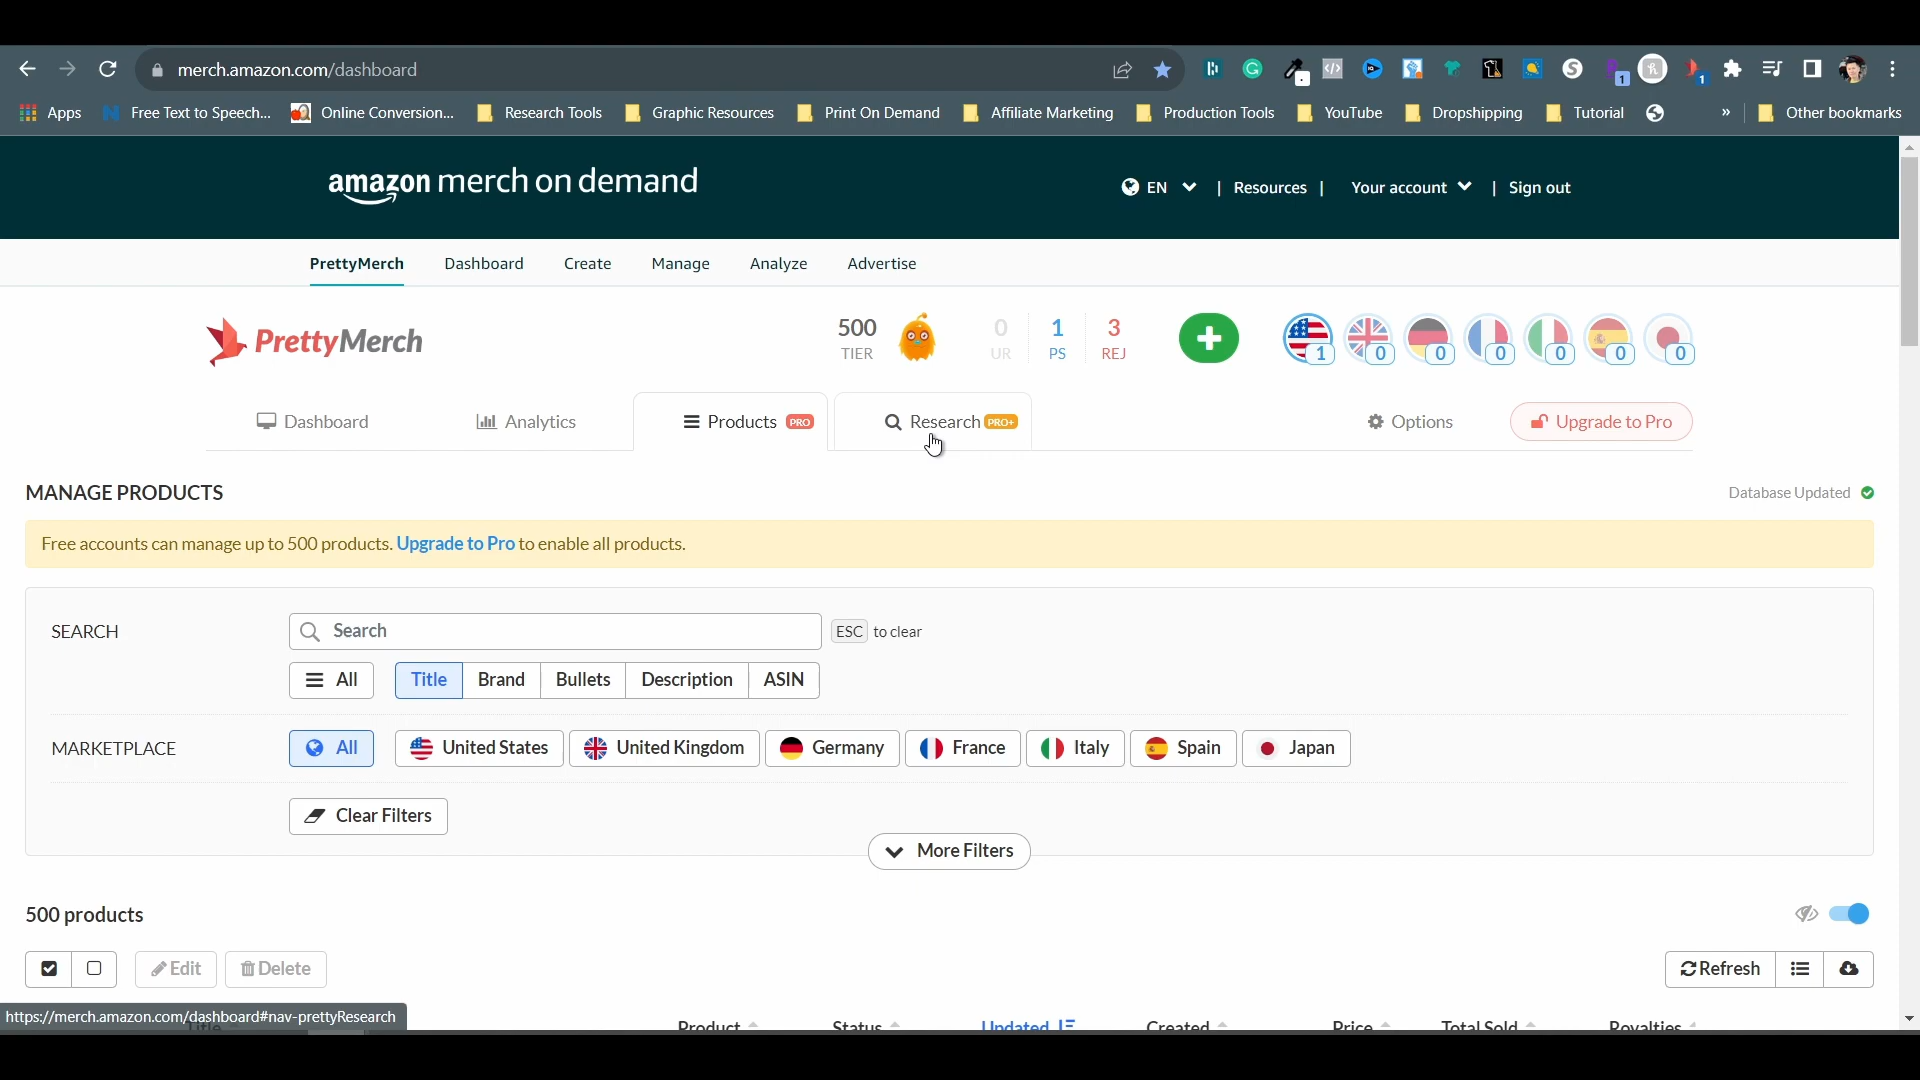 merch.amazon.com/dashboard
Apps Free Text to Speech... Online Conversion... Research Tools Graphic Resources Print On Demand Affiliate Marketing Production Tools YouTube Dropshipping Tutorial » Other bookmarks
amazon merch on demand
EN | Resources | Your account | Sign out
PrettyMerch Dashboard Create Manage Analyze Advertise
PrettyMerch
500 0 1 3
TIER UR PS REJ
1 0 0 0 0 0 0
Dashboard Analytics Products PRO Research PRO+ Options Upgrade to Pro
MANAGE PRODUCTS Database Updated
Free accounts can manage up to 500 products. Upgrade to Pro to enable all products.
SEARCH Search ESC to clear
All Title Brand Bullets Description ASIN
MARKETPLACE All United States United Kingdom Germany France Italy Spain Japan
Clear Filters
More Filters
500 products
Edit Delete Refresh
https://merch.amazon.com/dashboard#nav-prettyResearch
Title Product Status Updated Created Price Total Sold Royalties